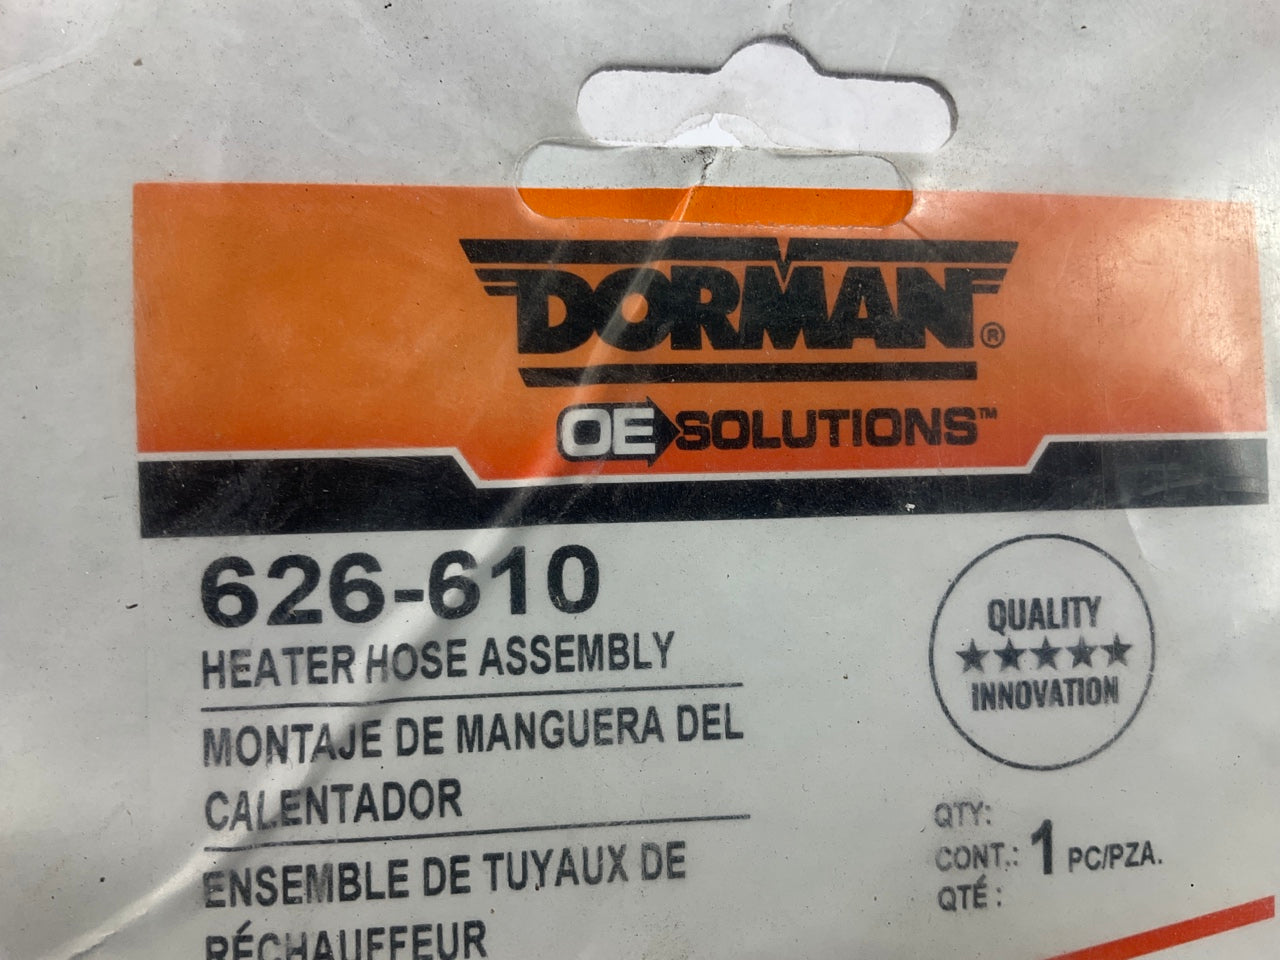 DORMAN®
OE SOLUTIONS™
626-610
HEATER HOSE ASSEMBLY
MONTAJE DE MANGUERA DEL
CALENTADOR
ENSEMBLE DE TUYAUX DE
RÉCHAUFFEUR
QUALITY
★★★★★
INNOVATION
QTY:
CONT.: 1 PC/PZA.
QTÉ :